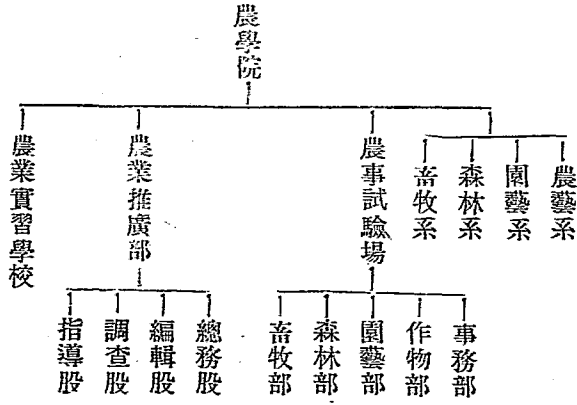 農學院
農藝系
園藝系
森林系
畜牧系
農事試驗場
農業推廣部
農業實習學校
事務部
作物部
園藝部
森林部
畜牧部
總務股
編輯股
調查股
指導股